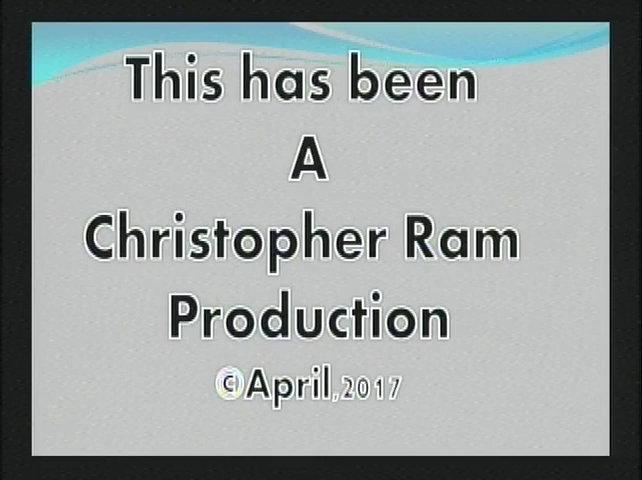 This has been
A
Christopher Ram
Production
©April,2017